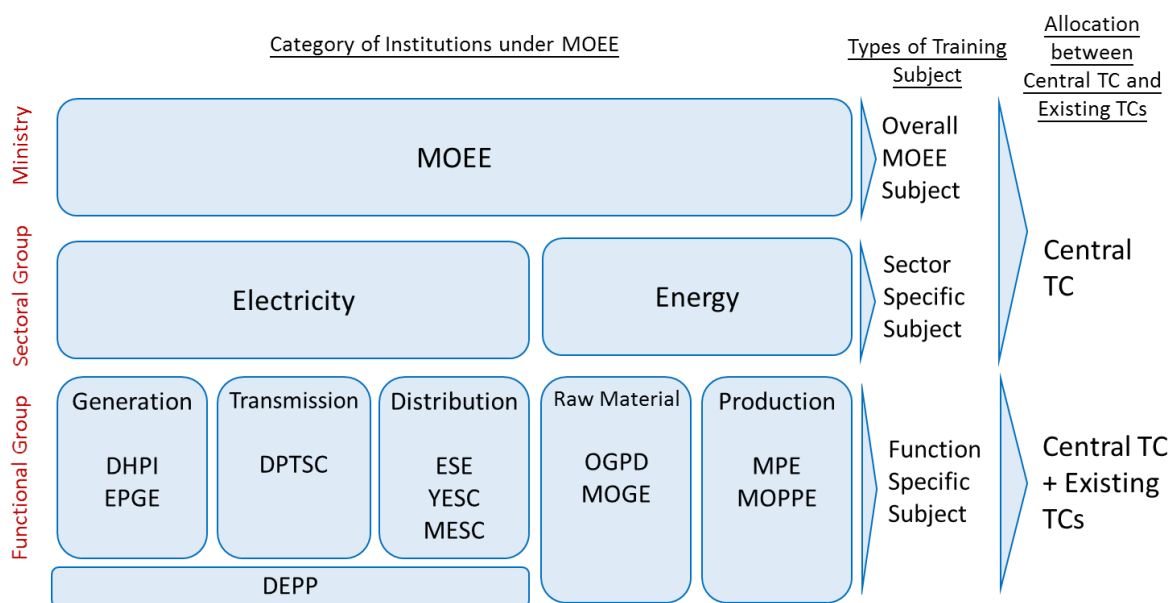 Category of Institutions under MOEE
Types of Training
Subject
Allocation
between
Central TC and
Existing TCs
Ministry
MOEE
Overall
MOEE
Subject
Sectoral Group
Electricity
Energy
Sector
Specific
Subject
Central
TC
Functional Group
Generation
DHPI
EPGE
Transmission
DPTSC
Distribution
ESE
YESC
MESC
Raw Material
OGPD
MOGE
Production
MPE
MOPPE
Function
Specific
Subject
Central TC
+ Existing
TCs
DEPP